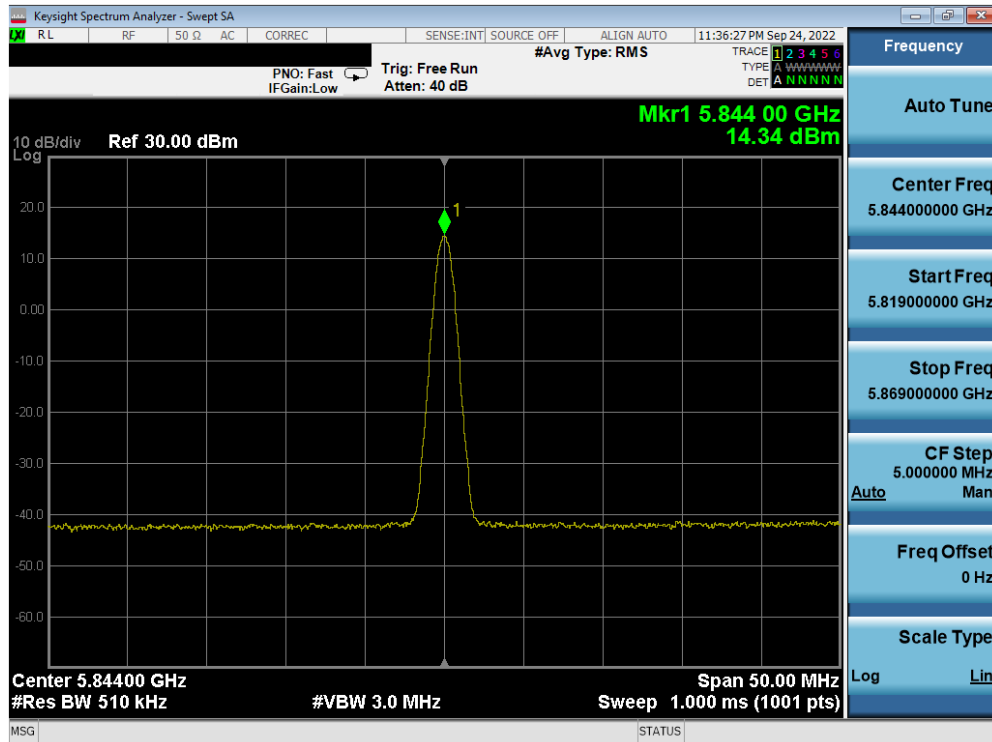 Keysight Spectrum Analyzer - Swept SA
LXI RL RF 50 Ω AC CORREC SENSE:INT SOURCE OFF ALIGN AUTO 11:36:27 PM Sep 24, 2022
PNO: Fast
IFGain:Low
Trig: Free Run
Atten: 40 dB
#Avg Type: RMS
TRACE 1 2 3 4 5 6
TYPE A WWWWW
DET A N N N N N
Mkr1 5.844 00 GHz
14.34 dBm
10 dB/div Ref 30.00 dBm
Log
1
20.0
10.0
0.00
-10.0
-20.0
-30.0
-40.0
-50.0
-60.0
Center 5.84400 GHz Span 50.00 MHz
#Res BW 510 kHz #VBW 3.0 MHz Sweep 1.000 ms (1001 pts)
MSG STATUS
Frequency
Auto Tune
Center Freq
5.844000000 GHz
Start Freq
5.819000000 GHz
Stop Freq
5.869000000 GHz
CF Step
5.000000 MHz
Auto Man
Freq Offset
0 Hz
Scale Type
Log Lin